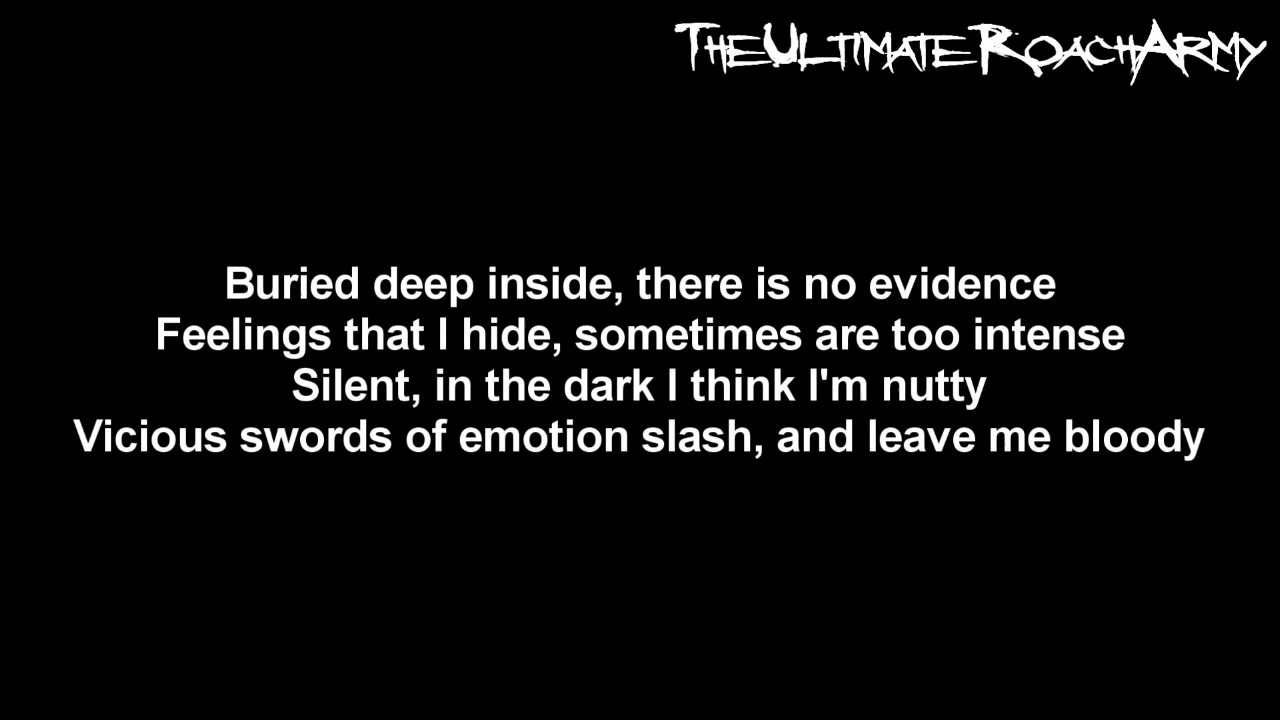 TheUltimateRoachArmy
Buried deep inside, there is no evidence
Feelings that I hide, sometimes are too intense
Silent, in the dark I think I'm nutty
Vicious swords of emotion slash, and leave me bloody